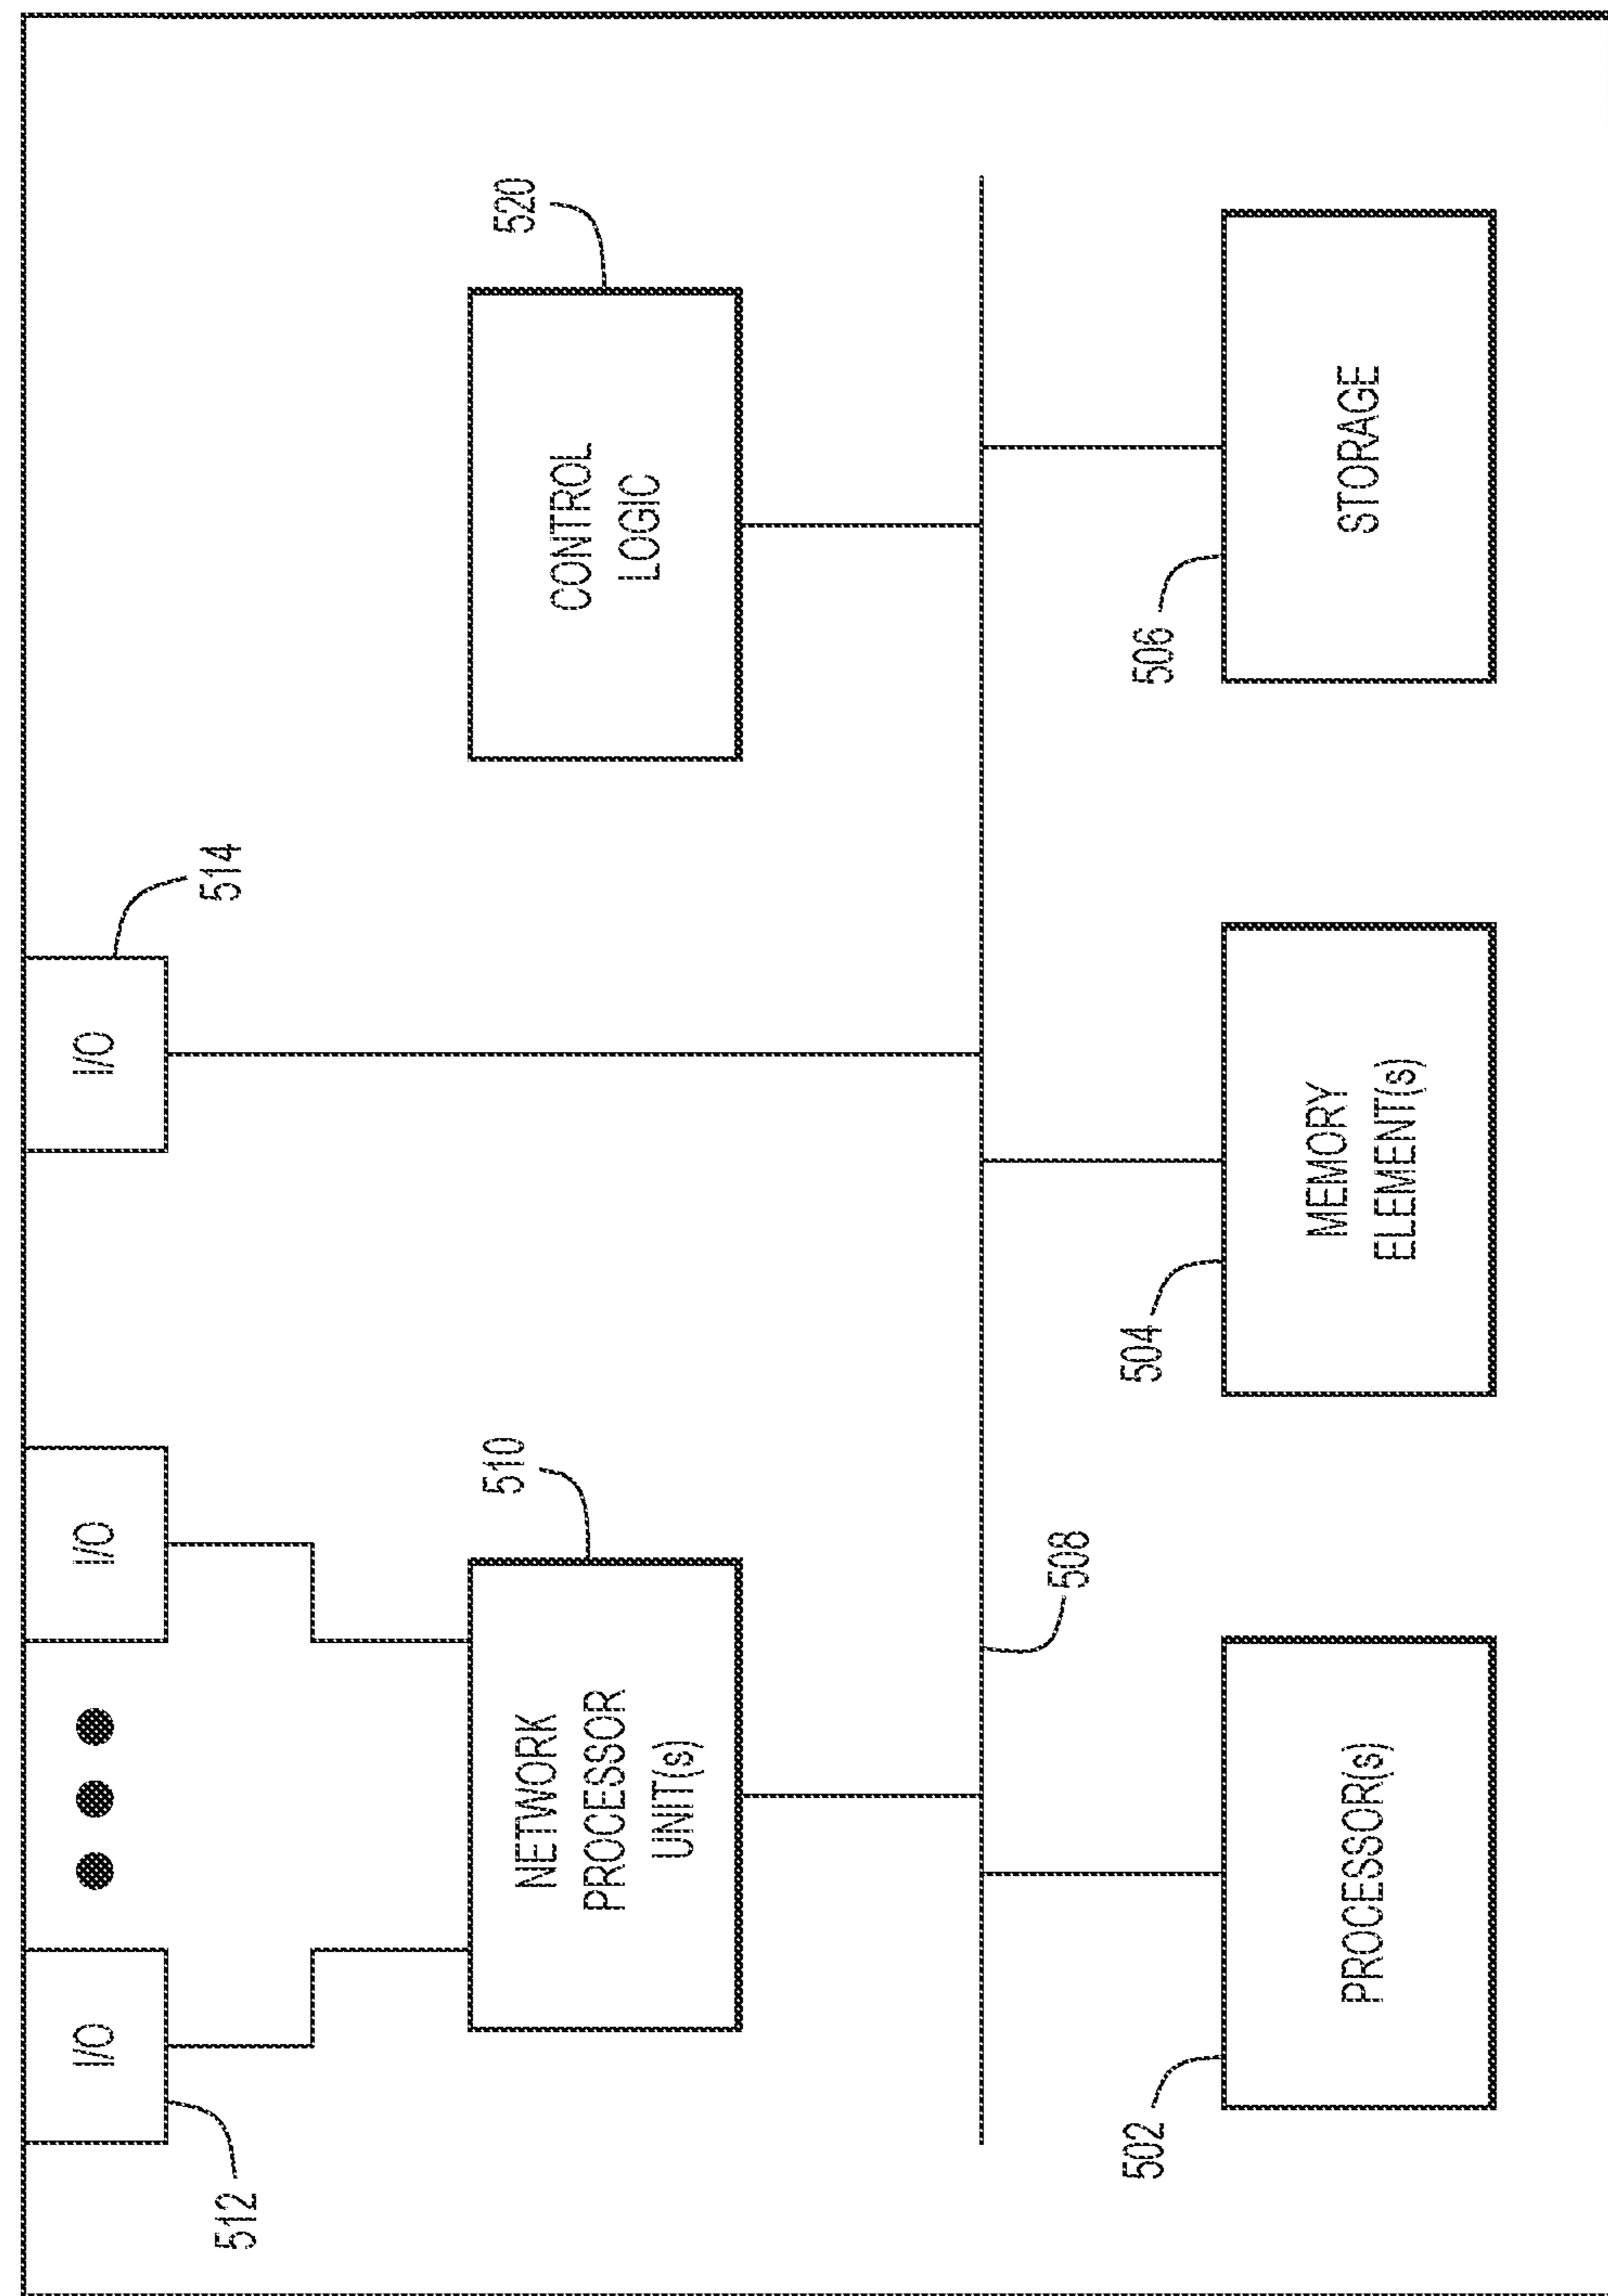 I/O
I/O
I/O
512
514
510
520
NETWORK
PROCESSOR
UNIT(s)
CONTROL
LOGIC
508
502
504
506
PROCESSOR(s)
MEMORY
ELEMENT(s)
STORAGE